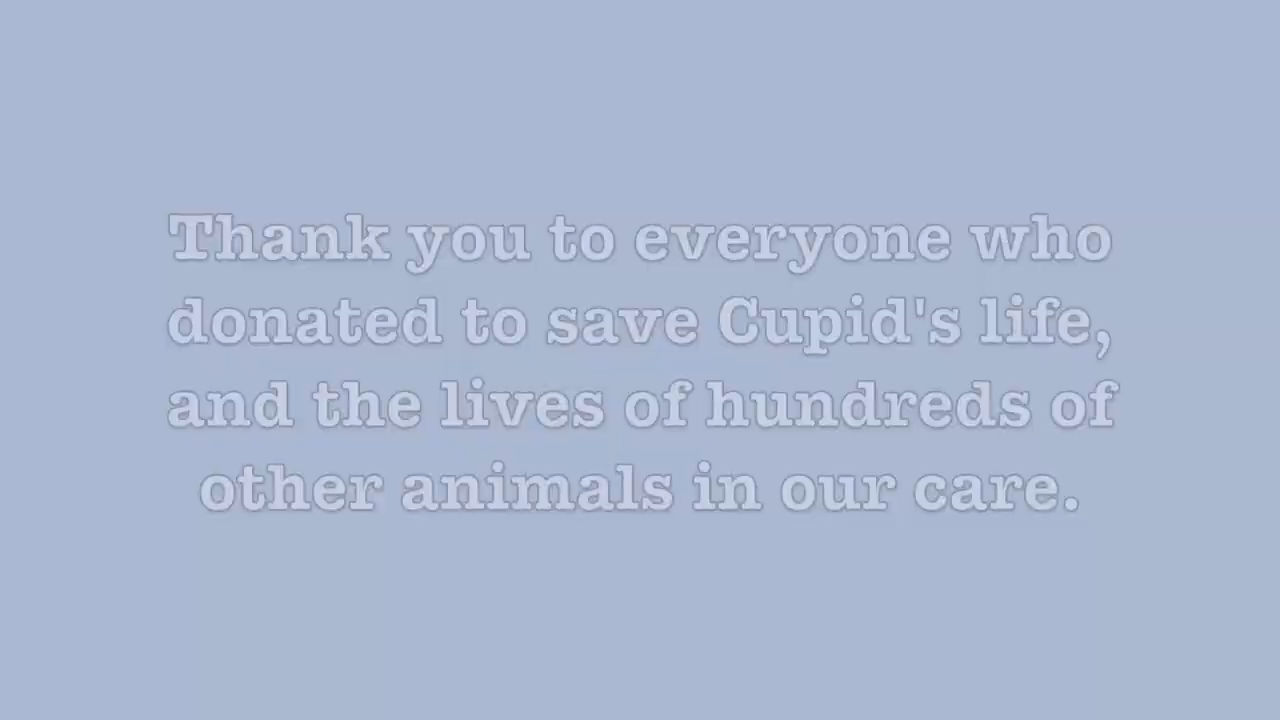 Thank you to everyone who
donated to save Cupid's life,
and the lives of hundreds of
other animals in our care.